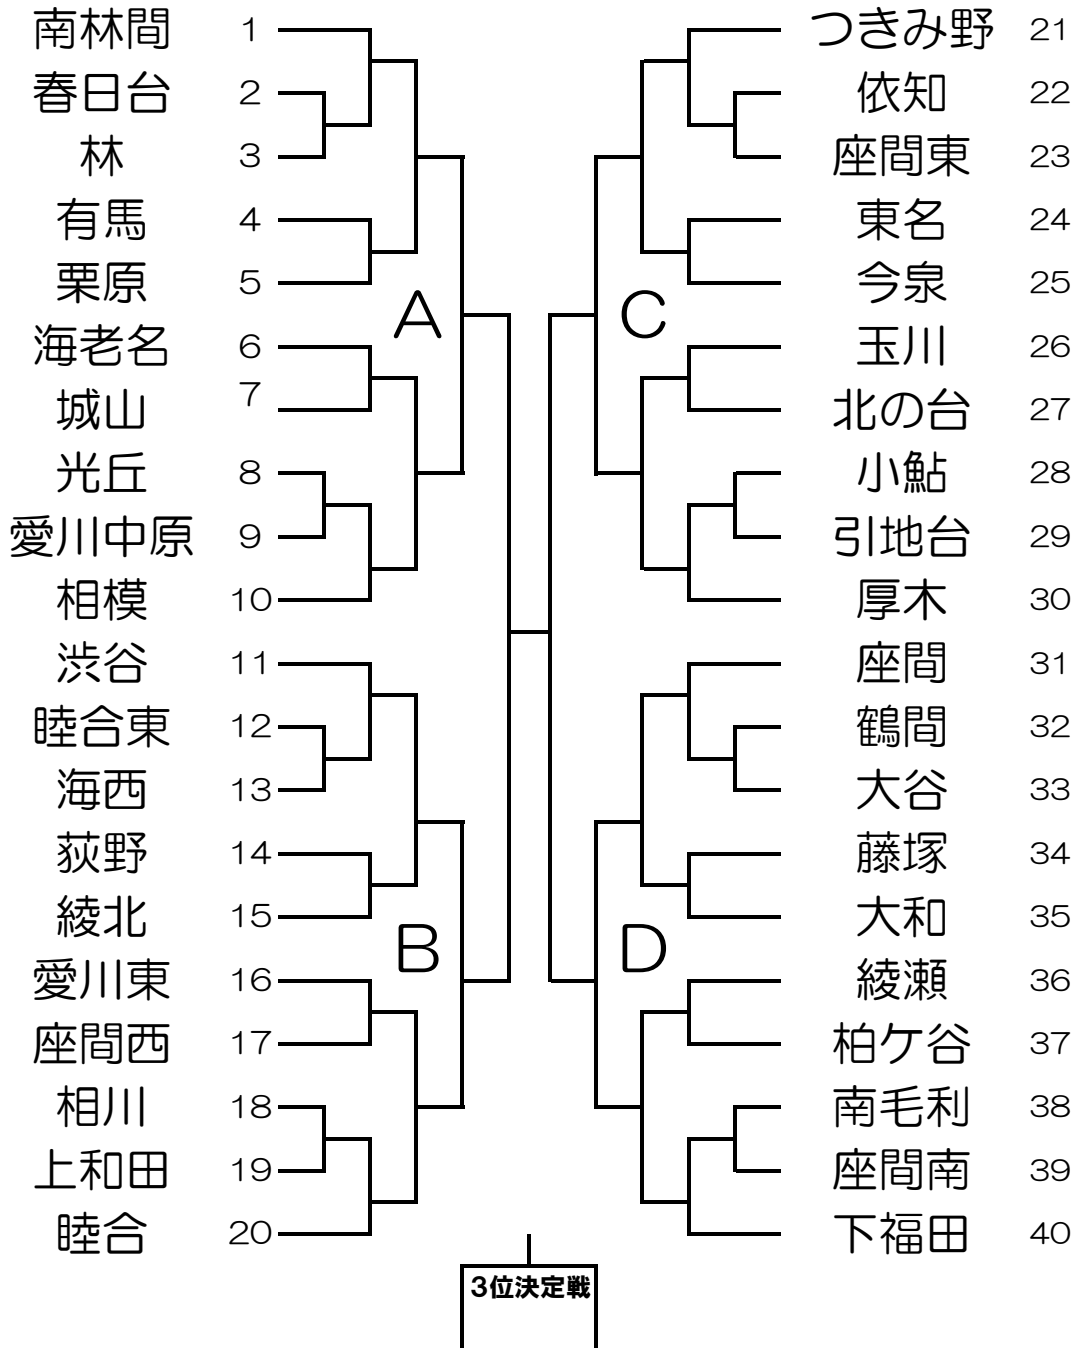 南林間 1 つきみ野 21
春日台 2 依知 22
林 3 座間東 23
有馬 4 東名 24
栗原 5 今泉 25
A C
海老名 6 玉川 26
城山 7 北の台 27
光丘 8 小鮎 28
愛川中原 9 引地台 29
相模 10 厚木 30
渋谷 11 座間 31
睦合東 12 鶴間 32
海西 13 大谷 33
荻野 14 藤塚 34
綾北 15 大和 35
B D
愛川東 16 綾瀬 36
座間西 17 柏ケ谷 37
相川 18 南毛利 38
上和田 19 座間南 39
睦合 20 下福田 40
3位決定戦